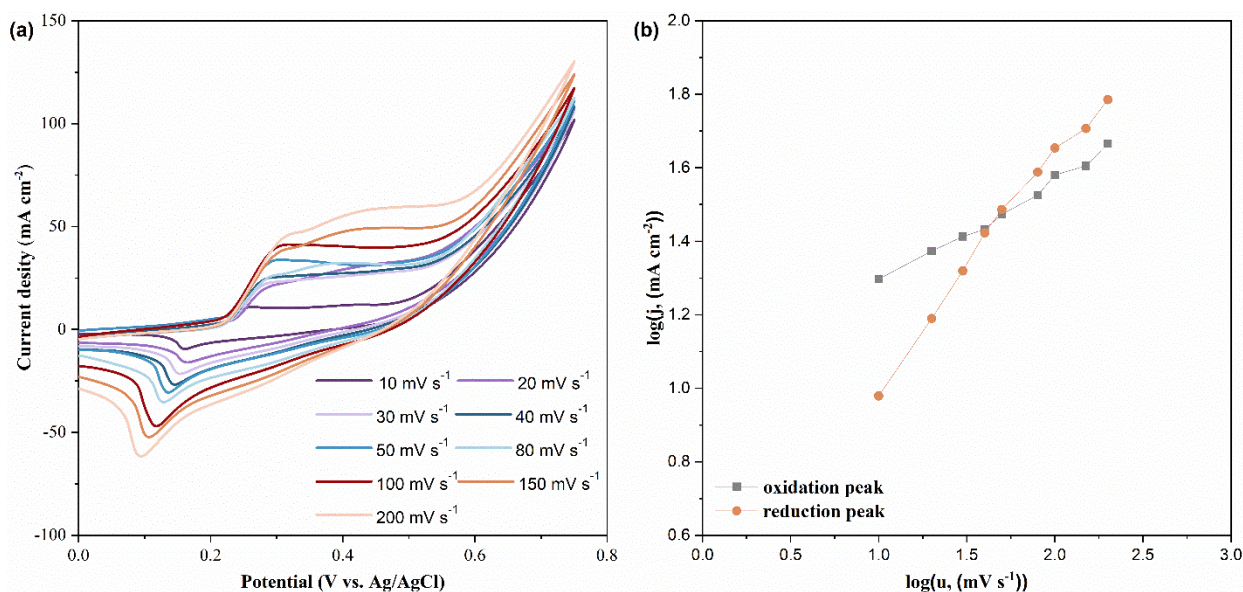 (a)
150
100
50
0
-50
-100
Current density (mA cm⁻²)
0.0 0.2 0.4 0.6 0.8
Potential (V vs. Ag/AgCl)
10 mV s⁻¹ 20 mV s⁻¹
30 mV s⁻¹ 40 mV s⁻¹
50 mV s⁻¹ 80 mV s⁻¹
100 mV s⁻¹ 150 mV s⁻¹
200 mV s⁻¹
(b)
2.0
1.8
1.6
1.4
1.2
1.0
0.8
0.6
log(j, (mA cm⁻²))
0.0 0.5 1.0 1.5 2.0 2.5 3.0
log(u, (mV s⁻¹))
oxidation peak
reduction peak